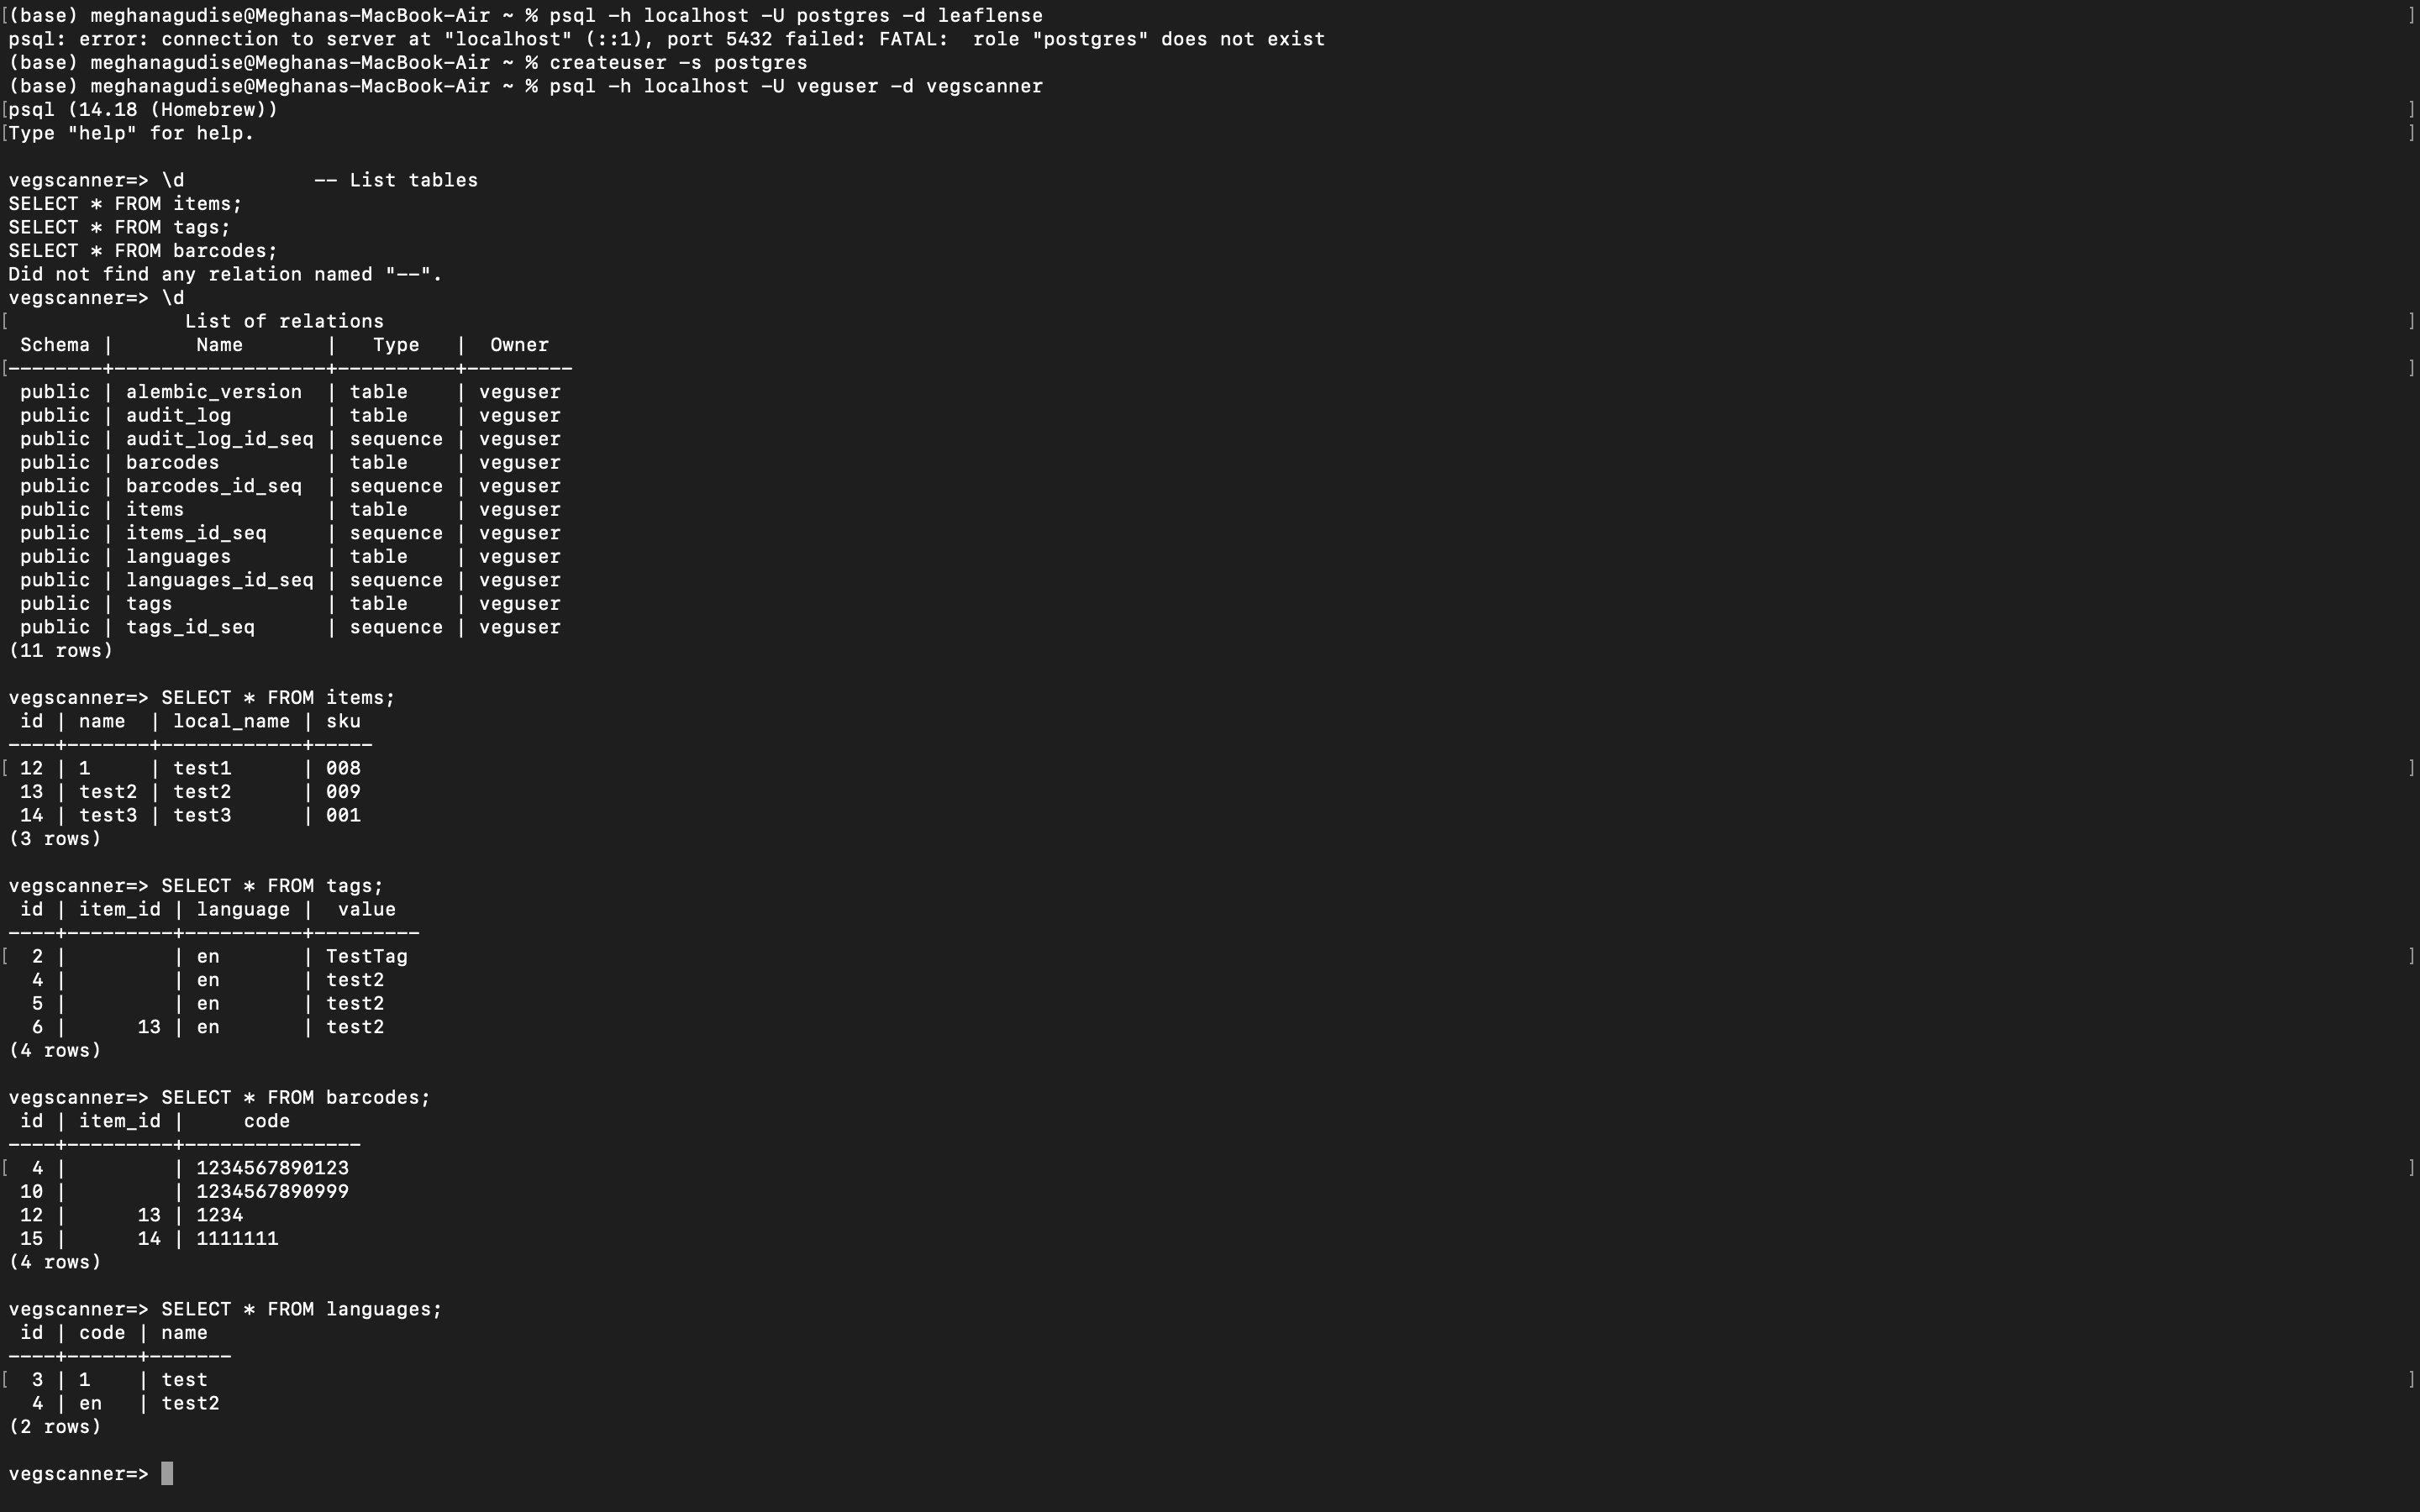 [(base) meghanagudise@Meghanas-MacBook-Air ~ % psql -h localhost -U postgres -d leaflense ]
psql: error: connection to server at "localhost" (::1), port 5432 failed: FATAL:  role "postgres" does not exist
(base) meghanagudise@Meghanas-MacBook-Air ~ % createuser -s postgres
(base) meghanagudise@Meghanas-MacBook-Air ~ % psql -h localhost -U veguser -d vegscanner
[psql (14.18 (Homebrew)) ]
[Type "help" for help. ]
vegscanner=> \d           -- List tables
SELECT * FROM items;
SELECT * FROM tags;
SELECT * FROM barcodes;
Did not find any relation named "--".
vegscanner=> \d
[               List of relations ]
 Schema |       Name       |   Type   |  Owner
[--------+------------------+----------+--------- ]
 public | alembic_version  | table    | veguser
 public | audit_log        | table    | veguser
 public | audit_log_id_seq | sequence | veguser
 public | barcodes         | table    | veguser
 public | barcodes_id_seq  | sequence | veguser
 public | items            | table    | veguser
 public | items_id_seq     | sequence | veguser
 public | languages        | table    | veguser
 public | languages_id_seq | sequence | veguser
 public | tags             | table    | veguser
 public | tags_id_seq      | sequence | veguser
(11 rows)
vegscanner=> SELECT * FROM items;
 id | name  | local_name | sku
----+-------+------------+-----
[ 12 | 1     | test1      | 008 ]
 13 | test2 | test2      | 009
 14 | test3 | test3      | 001
(3 rows)
vegscanner=> SELECT * FROM tags;
 id | item_id | language |  value
----+---------+----------+---------
[  2 |         | en       | TestTag ]
  4 |         | en       | test2
  5 |         | en       | test2
  6 |      13 | en       | test2
(4 rows)
vegscanner=> SELECT * FROM barcodes;
 id | item_id |     code
----+---------+---------------
[  4 |         | 1234567890123 ]
 10 |         | 1234567890999
 12 |      13 | 1234
 15 |      14 | 1111111
(4 rows)
vegscanner=> SELECT * FROM languages;
 id | code | name
----+------+-------
[  3 | 1    | test ]
  4 | en   | test2
(2 rows)
vegscanner=>